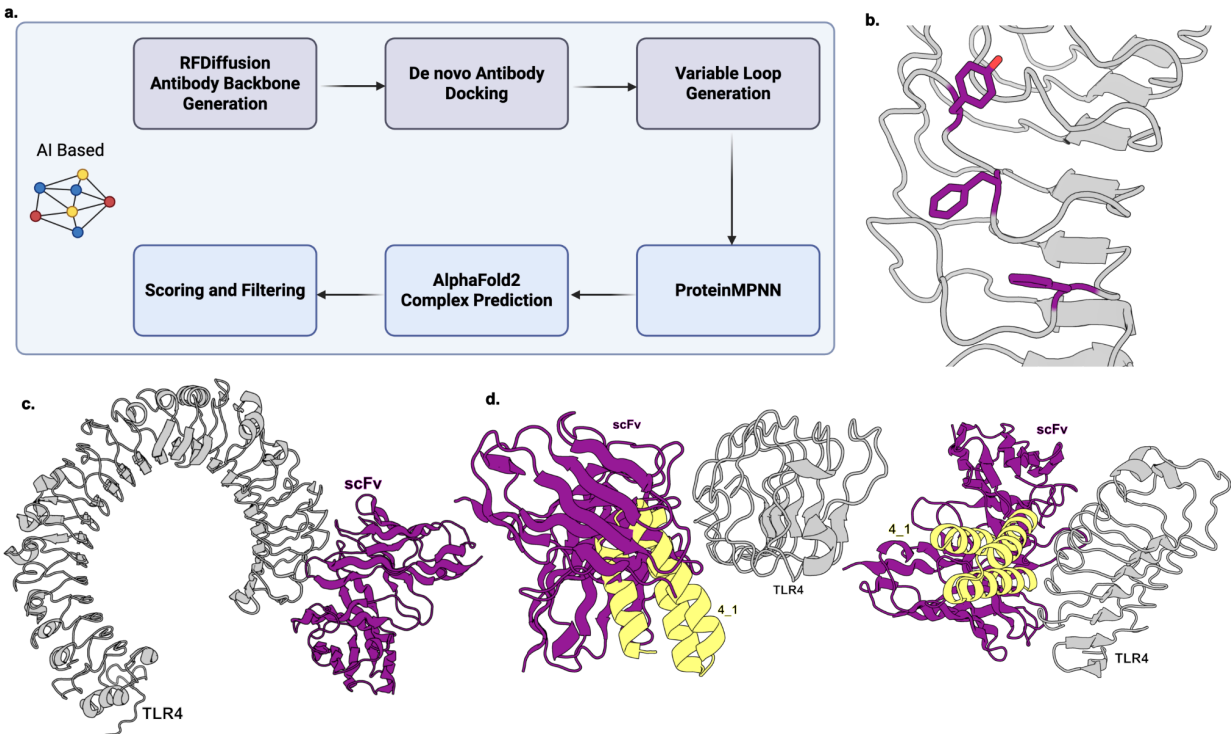 a.
RFDiffusion
Antibody Backbone
Generation
De novo Antibody
Docking
Variable Loop
Generation
AI Based
Scoring and Filtering
AlphaFold2
Complex Prediction
ProteinMPNN
b.
c.
scFv
TLR4
d.
scFv
4_1
TLR4
scFv
4_1
TLR4